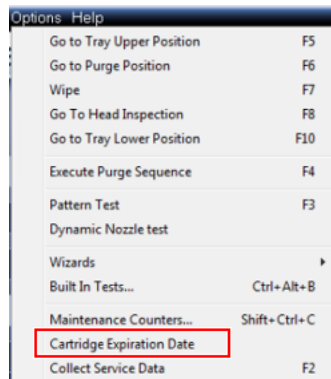 Options Help
Go to Tray Upper Position F5
Go to Purge Position F6
Wipe F7
Go To Head Inspection F8
Go to Tray Lower Position F10
Execute Purge Sequence F4
Pattern Test F3
Dynamic Nozzle test
Wizards
Built In Tests... Ctrl+Alt+B
Maintenance Counters... Shift+Ctrl+C
Cartridge Expiration Date
Collect Service Data F2